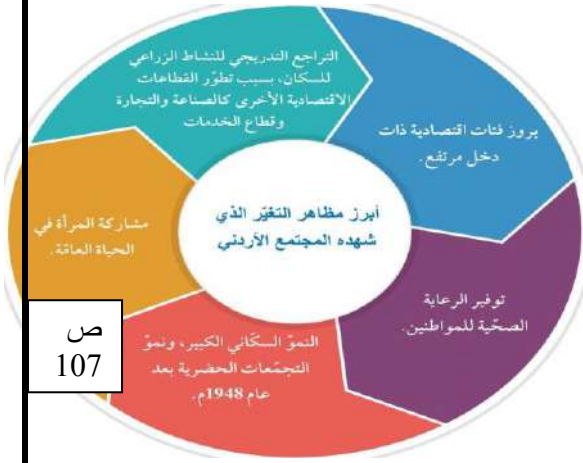 أبرز مظاهر التغيّر الذي
شهده المجتمع الأردني
بروز فئات اقتصادية ذات
دخل مرتفع.
توفير الرعاية
الصحّية للمواطنين.
النموّ السكّاني الكبير، ونموّ
التجمّعات الحضرية بعد
عام 1948م.
مشاركة المرأة في
الحياة العامّة.
التراجع التدريجي للنشاط الزراعي
للسكان، بسبب تطوّر القطاعات
الاقتصادية الأخرى كالصناعة والتجارة
وقطاع الخدمات
ص
107